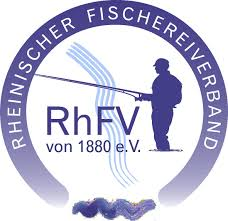 RHEINISCHER FISCHEREIVERBAND
RhFV
von 1880 e.V.